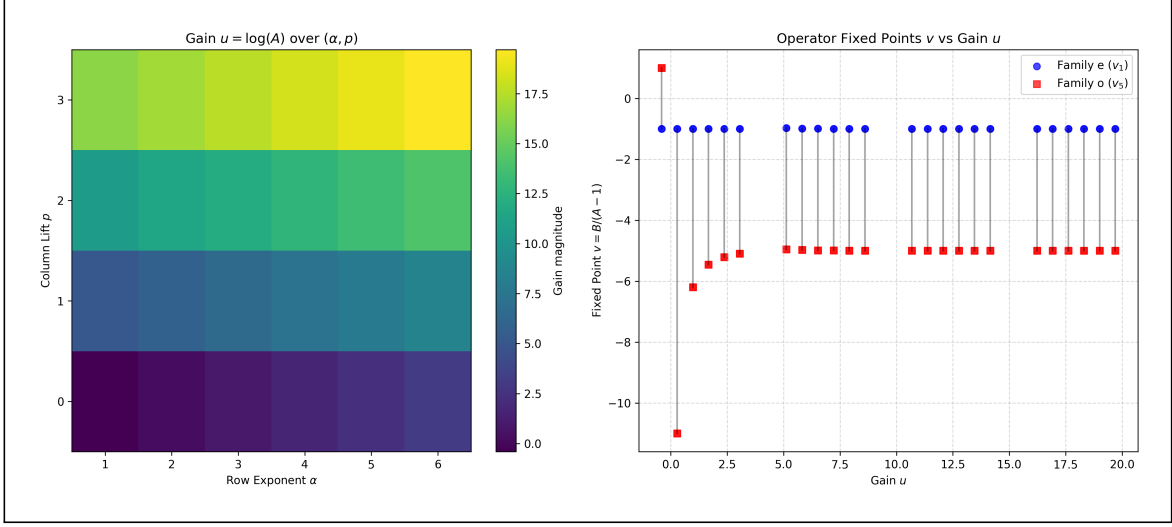 Gain u = log(A) over (α, p)
Column Lift p
3
2
1
0
1 2 3 4 5 6
Row Exponent α
17.5
15.0
12.5
10.0
7.5
5.0
2.5
0.0
Gain magnitude
Operator Fixed Points v vs Gain u
Family e (v₁)
Family o (v₅)
Fixed Point v = B/(A − 1)
0
−2
−4
−6
−8
−10
0.0 2.5 5.0 7.5 10.0 12.5 15.0 17.5 20.0
Gain u